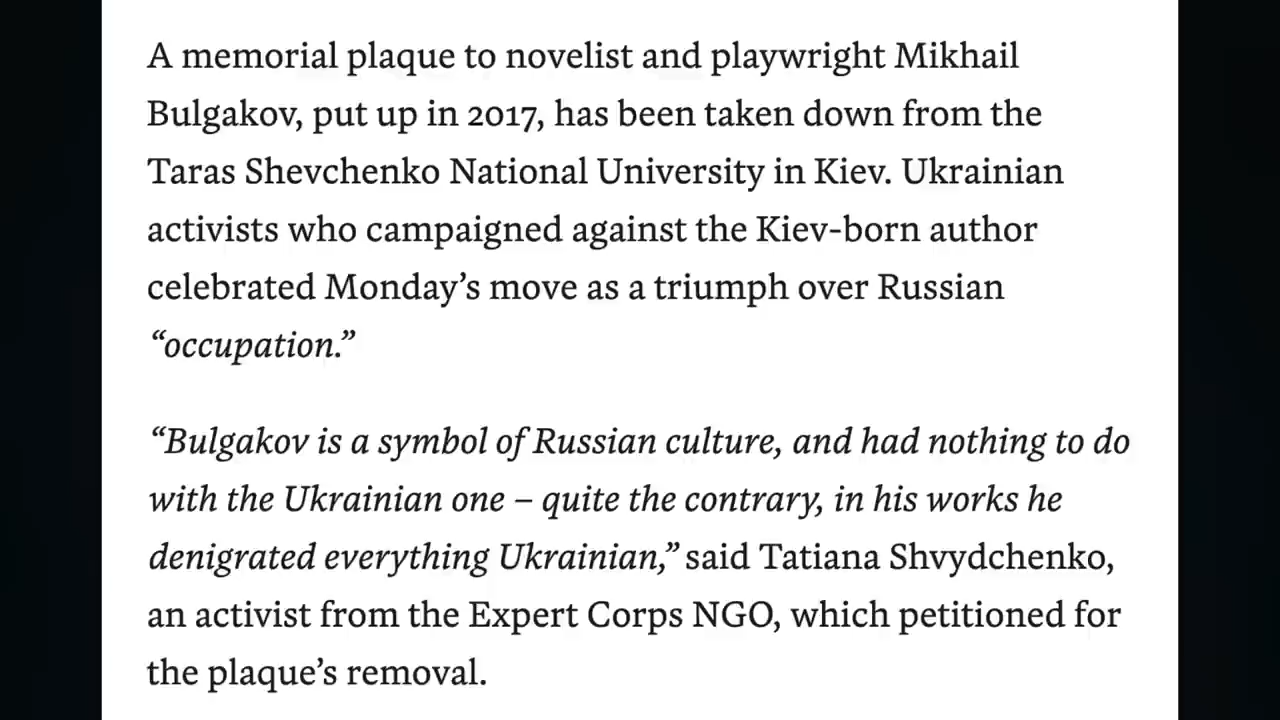 A memorial plaque to novelist and playwright Mikhail
Bulgakov, put up in 2017, has been taken down from the
Taras Shevchenko National University in Kiev. Ukrainian
activists who campaigned against the Kiev-born author
celebrated Monday’s move as a triumph over Russian
“occupation.”
“Bulgakov is a symbol of Russian culture, and had nothing to do
with the Ukrainian one – quite the contrary, in his works he
denigrated everything Ukrainian,” said Tatiana Shvydchenko,
an activist from the Expert Corps NGO, which petitioned for
the plaque’s removal.